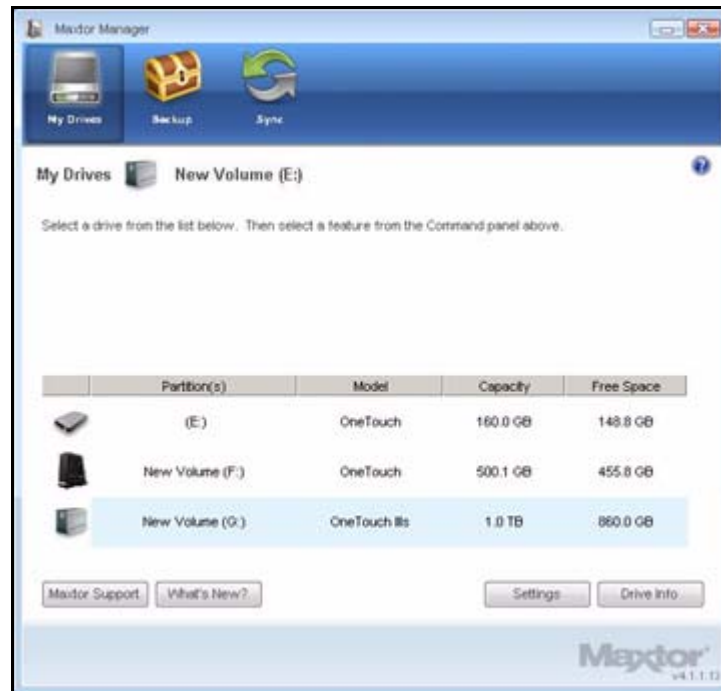 Maxtor Manager
My Drives Backup Sync
My Drives New Volume (E:)
Select a drive from the list below. Then select a feature from the Command panel above.
Partition(s) Model Capacity Free Space
(E:) OneTouch 160.0 GB 148.8 GB
New Volume (F:) OneTouch 500.1 GB 455.8 GB
New Volume (G:) OneTouch IIIs 1.0 TB 860.0 GB
Maxtor Support What's New? Settings Drive Info
Maxtor